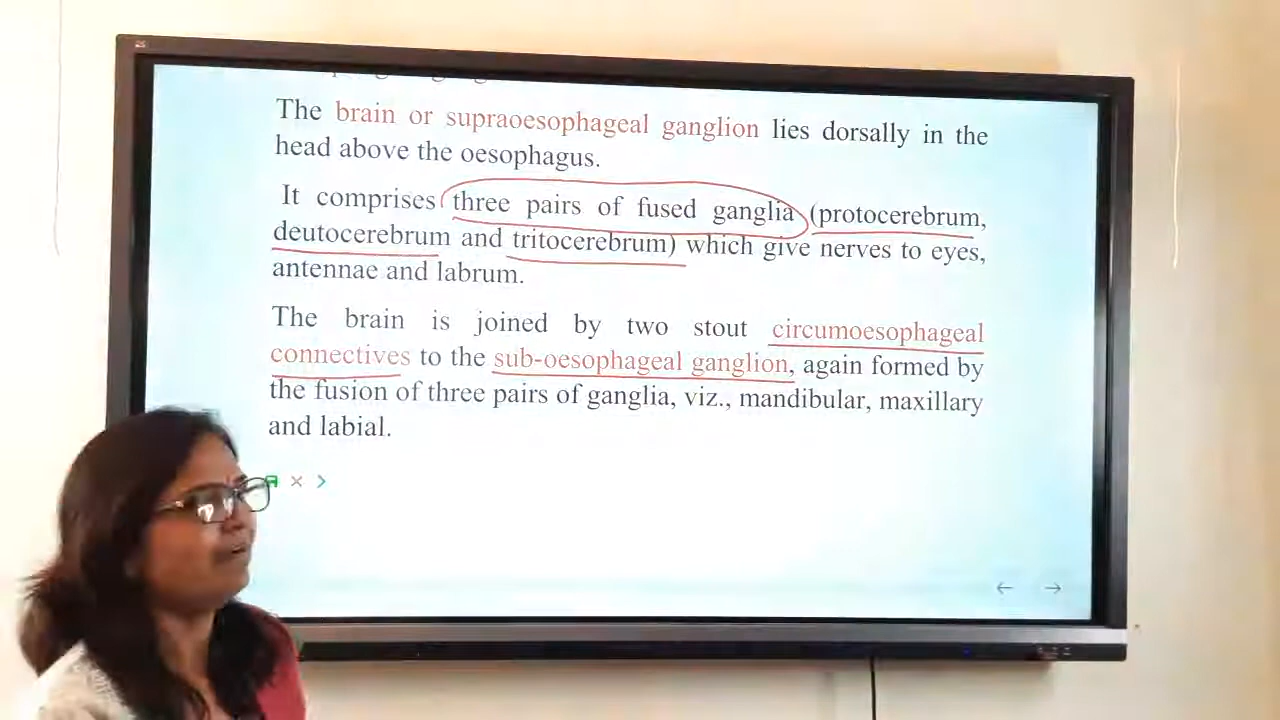 The brain or supraoesophageal ganglion lies dorsally in the
head above the oesophagus.
It comprises three pairs of fused ganglia (protocerebrum,
deutocerebrum and tritocerebrum) which give nerves to eyes,
antennae and labrum.
The brain is joined by two stout circumoesophageal
connectives to the sub-oesophageal ganglion, again formed by
the fusion of three pairs of ganglia, viz., mandibular, maxillary
and labial.